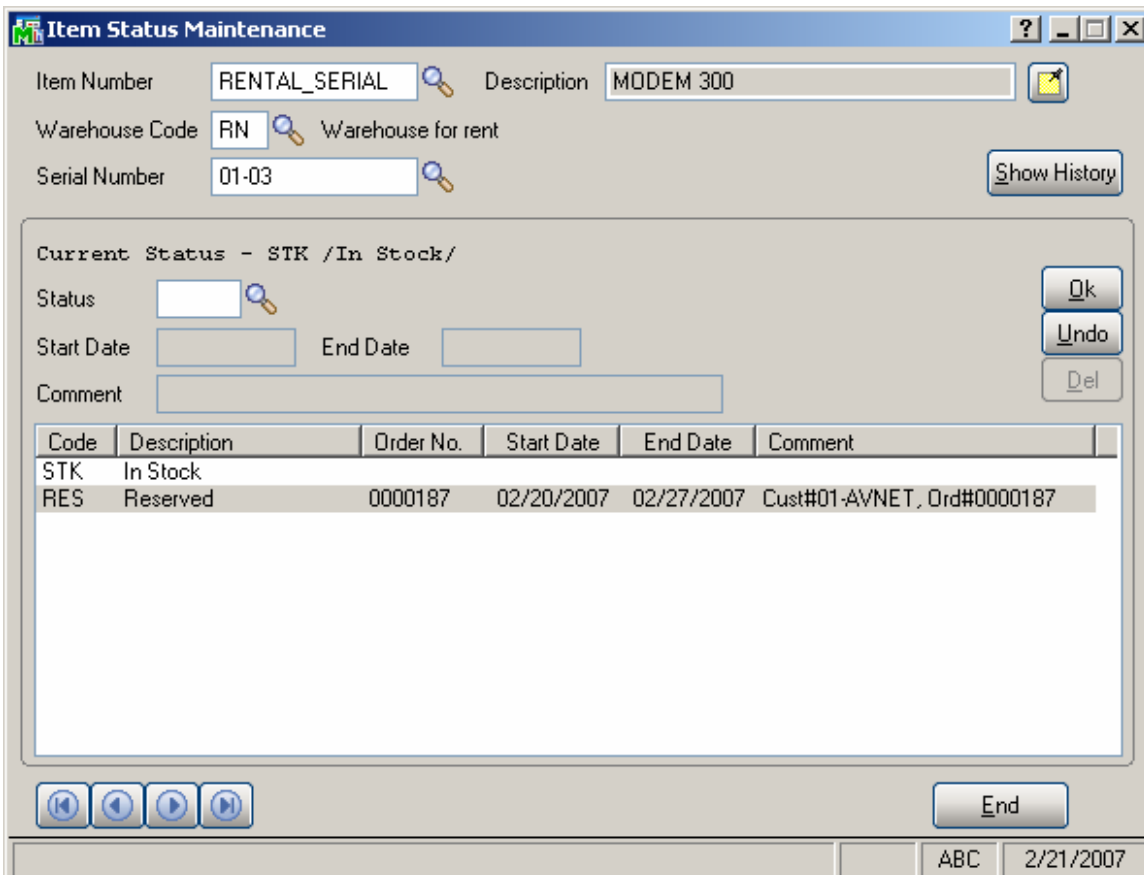 Item Status Maintenance
Item Number RENTAL_SERIAL Description MODEM 300
Warehouse Code RN Warehouse for rent
Serial Number 01-03 Show History
Current Status - STK /In Stock/
Status Ok
Start Date End Date Undo
Comment Del
Code Description Order No. Start Date End Date Comment
STK In Stock
RES Reserved 0000187 02/20/2007 02/27/2007 Cust#01-AVNET, Ord#0000187
End
ABC 2/21/2007